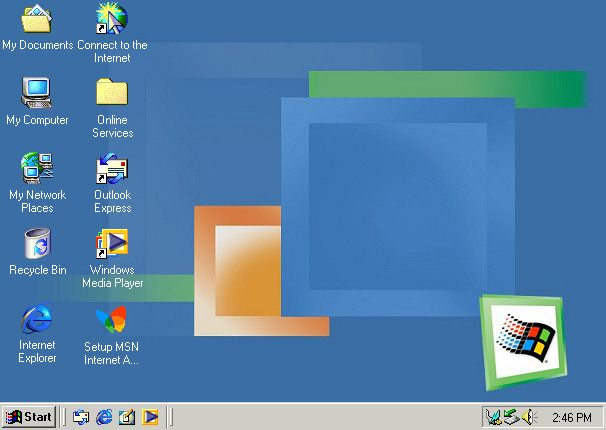 My Documents
Connect to the
Internet
My Computer
Online
Services
My Network
Places
Outlook
Express
Recycle Bin
Windows
Media Player
Internet
Explorer
Setup MSN
Internet A...
Start
2:46 PM